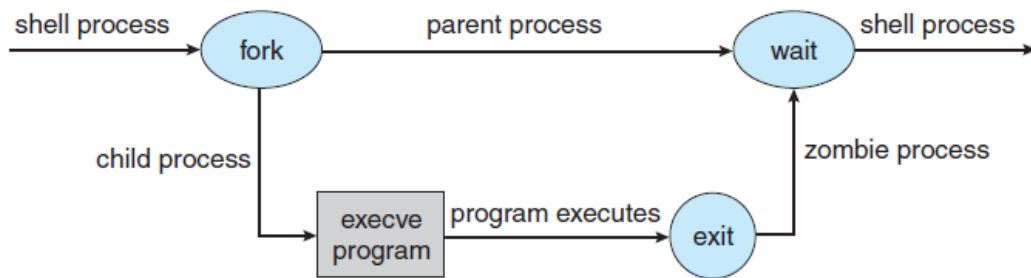 shell process
fork
parent process
wait
shell process
child process
zombie process
execve
program
program executes
exit